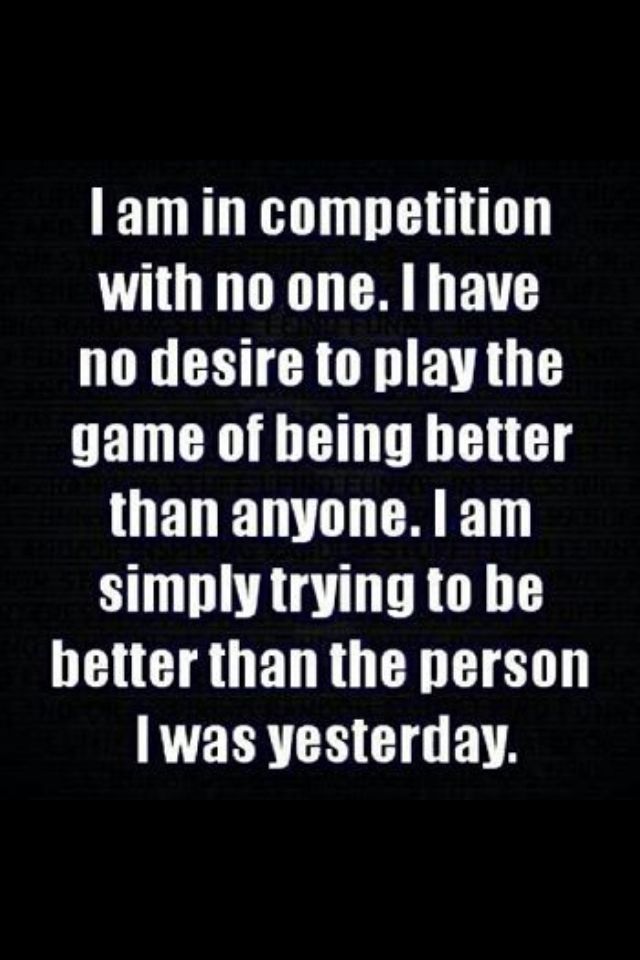 I am in competition
with no one. I have
no desire to play the
game of being better
than anyone. I am
simply trying to be
better than the person
I was yesterday.